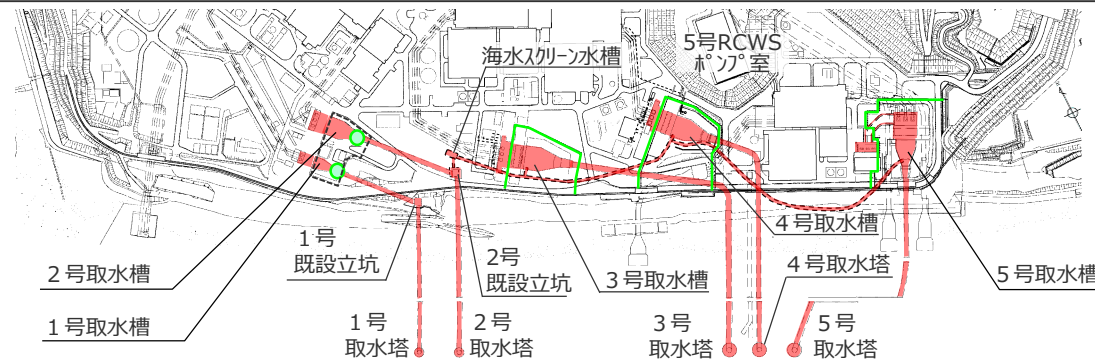 海水スクリーン水槽
5号RCWS
ポンプ室
4号取水槽
1号
既設立坑
2号
既設立坑
2号取水槽
3号取水槽
4号取水塔
5号取水槽
1号取水槽
1号
取水塔
2号
取水塔
3号
取水塔
5号
取水塔